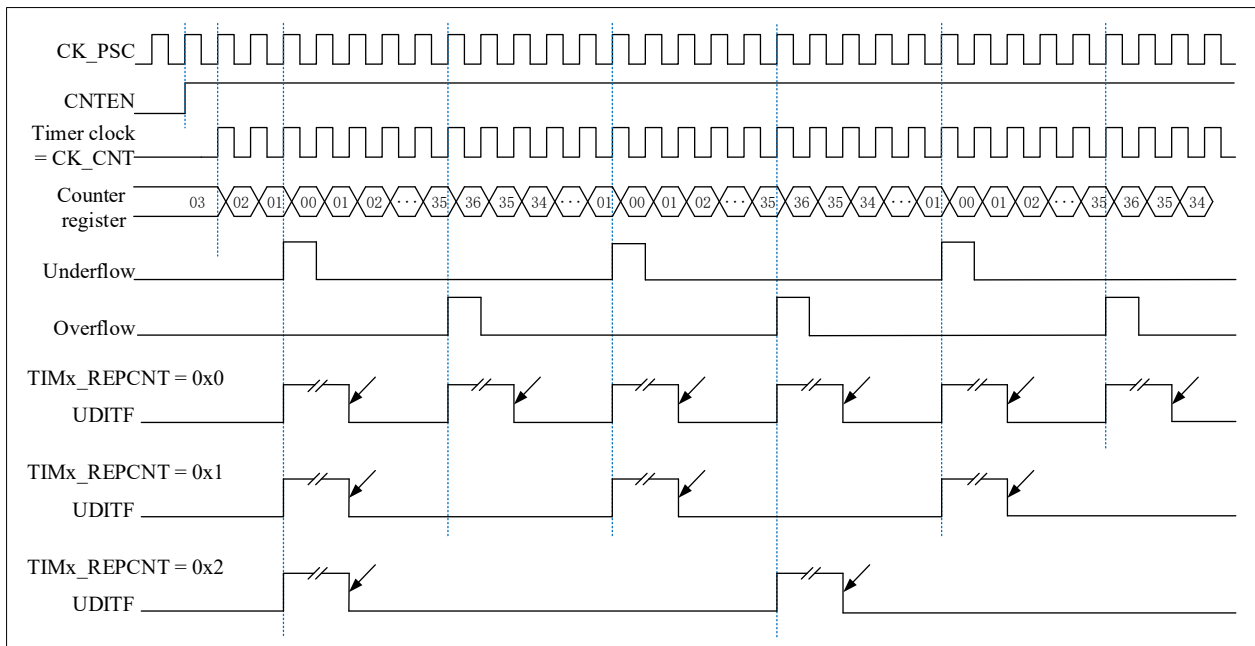 CK_PSC
CNTEN
Timer clock
= CK_CNT
Counter
register
03 02 01 00 01 02 ··· 35 36 35 34 ··· 01 00 01 02 ··· 35 36 35 34 ··· 01 00 01 02 ··· 35 36 35 34
Underflow
Overflow
TIMx_REPCNT = 0x0
UDITF
TIMx_REPCNT = 0x1
UDITF
TIMx_REPCNT = 0x2
UDITF